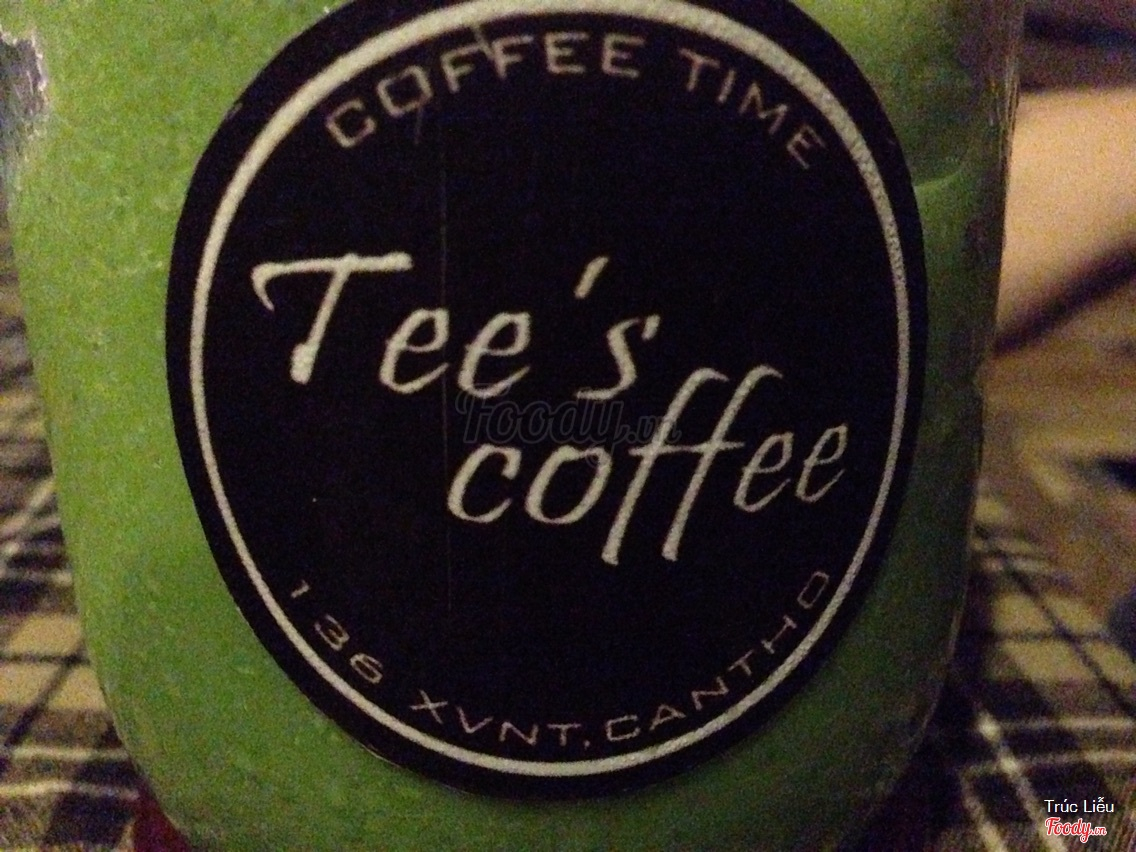 COFFEE TIME
Tee's
coffee
Foody.vn
136 XVNT, CANTHO
Trúc Liễu
Foody.vn